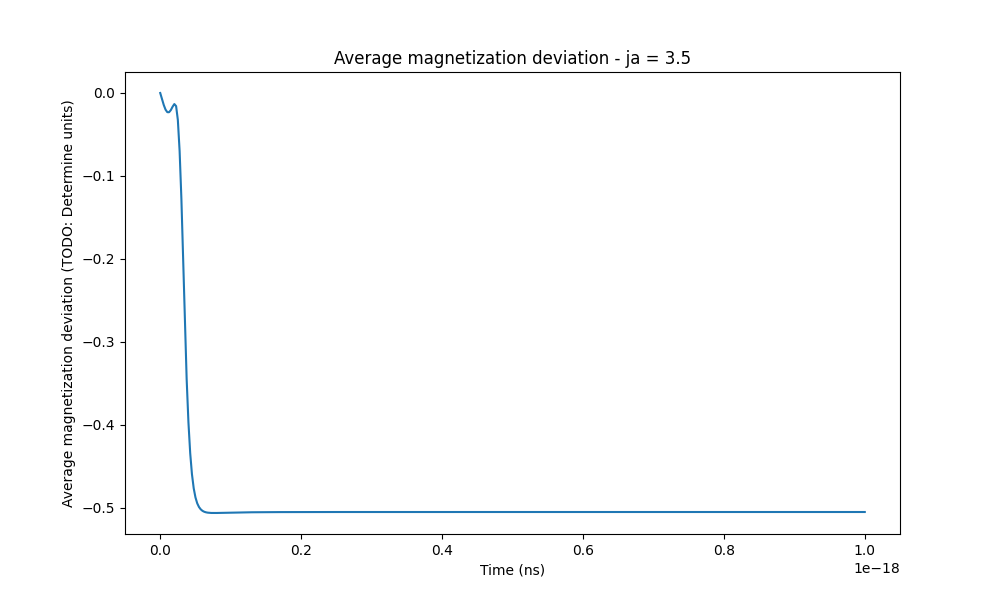 Average magnetization deviation - ja = 3.5
Average magnetization deviation (TODO: Determine units)
0.0
−0.1
−0.2
−0.3
−0.4
−0.5
0.0 0.2 0.4 0.6 0.8 1.0
1e−18
Time (ns)